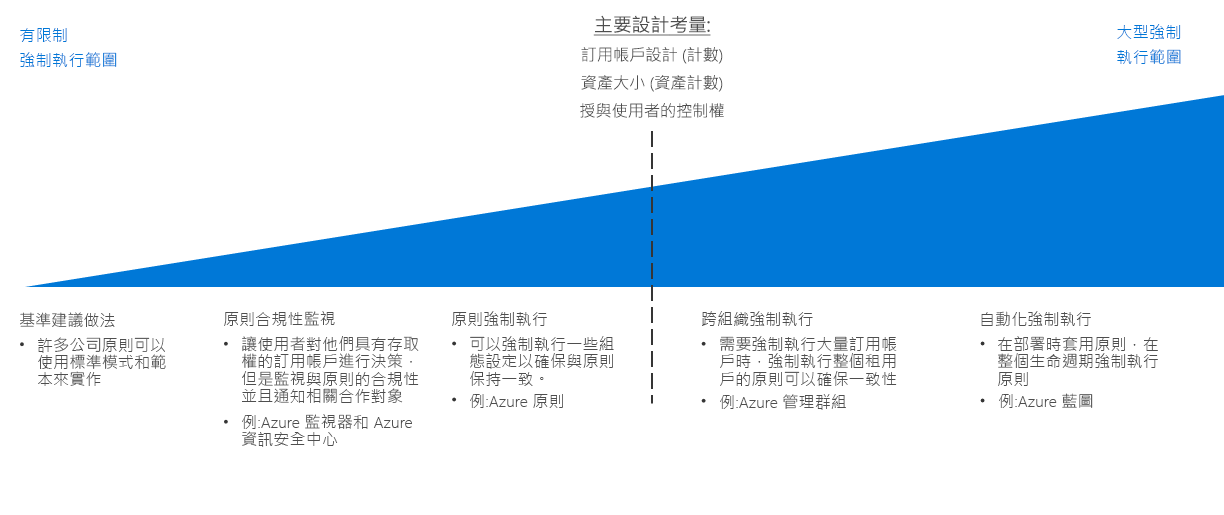 有限制
強制執行範圍
主要設計考量:
訂用帳戶設計 (計數)
資產大小 (資產計數)
授與使用者的控制權
大型強制
執行範圍
基準建議做法
• 許多公司原則可以
使用標準模式和範
本來實作
原則合規性監視
• 讓使用者對他們具有存取
權的訂用帳戶進行決策，
但是監視與原則的合規性
並且通知相關合作對象
• 例:Azure 監視器和 Azure
資訊安全中心
原則強制執行
• 可以強制執行一些組
態設定以確保與原則
保持一致。
• 例:Azure 原則
跨組織強制執行
• 需要強制執行大量訂用帳
戶時，強制執行整個租用
戶的原則可以確保一致性
• 例:Azure 管理群組
自動化強制執行
• 在部署時套用原則，在
整個生命週期強制執行
原則
• 例:Azure 藍圖